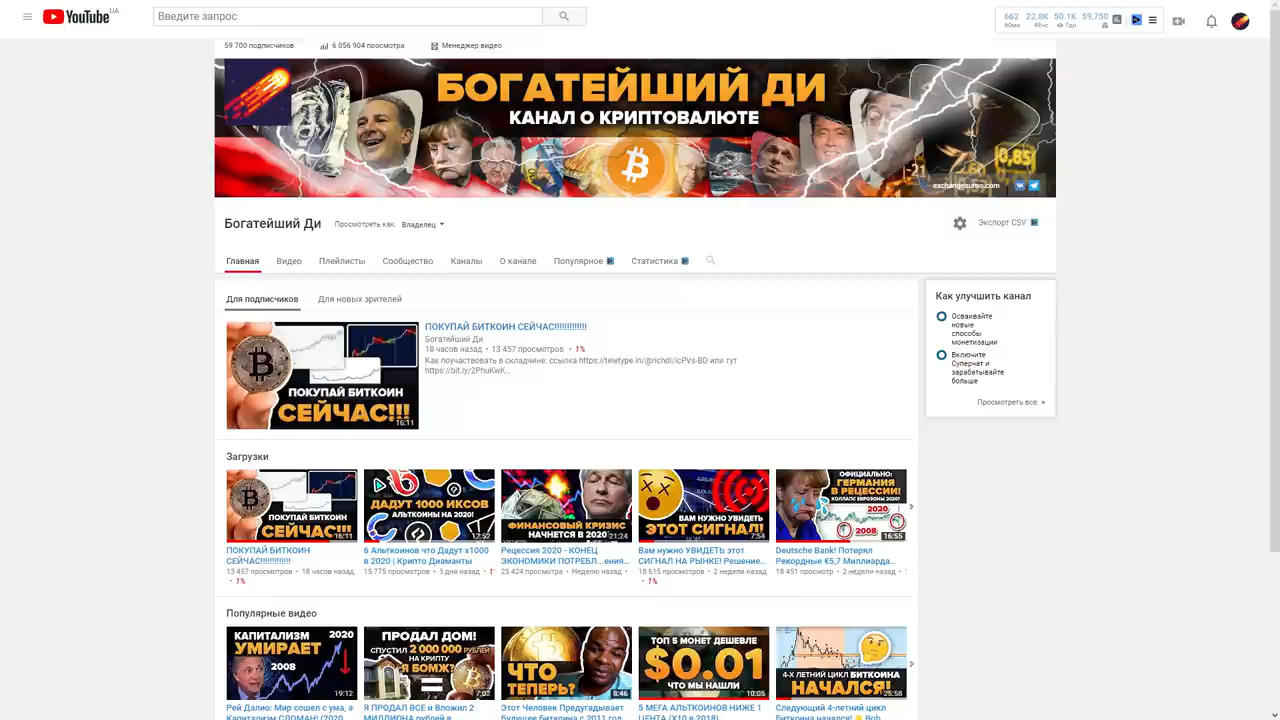 YouTube UA
Введите запрос
662 22.8K 50.1K 59,750
60мн 48чс 7дн
59 700 подписчиков 6 056 904 просмотра Менеджер видео
БОГАТЕЙШИЙ ДИ
КАНАЛ О КРИПТОВАЛЮТЕ
0,85
-21
exchangesumo.com
Богатейший Ди Просмотреть как: Владелец
Экспорт CSV
Главная Видео Плейлисты Сообщество Каналы О канале Популярное Статистика
Для подписчиков Для новых зрителей
ПОКУПАЙ БИТКОИН
СЕЙЧАС!!!
16:11
ПОКУПАЙ БИТКОИН СЕЙЧАС!!!!!!!!!!!!!
Богатейший Ди
18 часов назад • 13 457 просмотров • 1%
Как поучаствовать в складчине: ссылка https://teletype.in/@richdi/icPVs-BD или тут
https://bit.ly/2PhuKwK...
Как улучшить канал
Осваивайте
новые
способы
монетизации
Включите
Суперчат и
зарабатывайте
больше
Просмотреть все »
Загрузки
ПОКУПАЙ БИТКОИН
СЕЙЧАС!!!
16:11
ДАДУТ 1000 ИКСОВ
АЛЬТКОИНЫ НА 2020!
12:52
ФИНАНСОВЫЙ КРИЗИС
НАЧНЕТСЯ В 2020
21:24
ВАМ НУЖНО УВИДЕТЬ
ЭТОТ СИГНАЛ!
7:54
ОФИЦИАЛЬНО:
ГЕРМАНИЯ
В РЕЦЕССИИ!
КОЛЛАПС ЕВРОЗОНЫ 2020!
2020
2008
16:55
ПОКУПАЙ БИТКОИН
СЕЙЧАС!!!!!!!!!!!!!
13 457 просмотров • 18 часов назад
• 1%
6 Альткоинов что Дадут x1000
в 2020 | Крипто Диаманты
15 775 просмотров • 3 дня назад
Рецессия 2020 - КОНЕЦ
ЭКОНОМИКИ ПОТРЕБЛ...ения...
25 424 просмотра • Неделю назад
Вам нужно УВИДЕТЬ этот
СИГНАЛ НА РЫНКЕ! Решение...
18 615 просмотров • 2 недели назад
• 1%
Deutsche Bank! Потерял
Рекордные €5,7 Миллиарда...
18 451 просмотр • 2 недели назад
Популярные видео
КАПИТАЛИЗМ 2020
УМИРАЕТ
2008
19:12
ПРОДАЛ ДОМ!
СПУСТИЛ 2 000 000 РУБЛЕЙ
НА КРИПТУ
Я БОМЖ?
7:02
ЧТО
ТЕПЕРЬ?
8:46
ТОП 5 МОНЕТ ДЕШЕВЛЕ
$0.01
ЧТО МЫ НАШЛИ
10:05
4-Х ЛЕТНИЙ ЦИКЛ
БИТКОИНА
НАЧАЛСЯ!
25:58
Рей Далио: Мир сошел с ума, а
Капитализм СЛОМАН! (2020
Я ПРОДАЛ ВСЕ и Вложил 2
МИЛЛИОНА рублей в
Этот Человек Предугадывает
Будущее Биткоина с 2011 год
5 МЕГА АЛЬТКОИНОВ НИЖЕ 1
ЦЕНТА (X10 в 2018)
Следующий 4-летний цикл
Биткоина начался! Bob